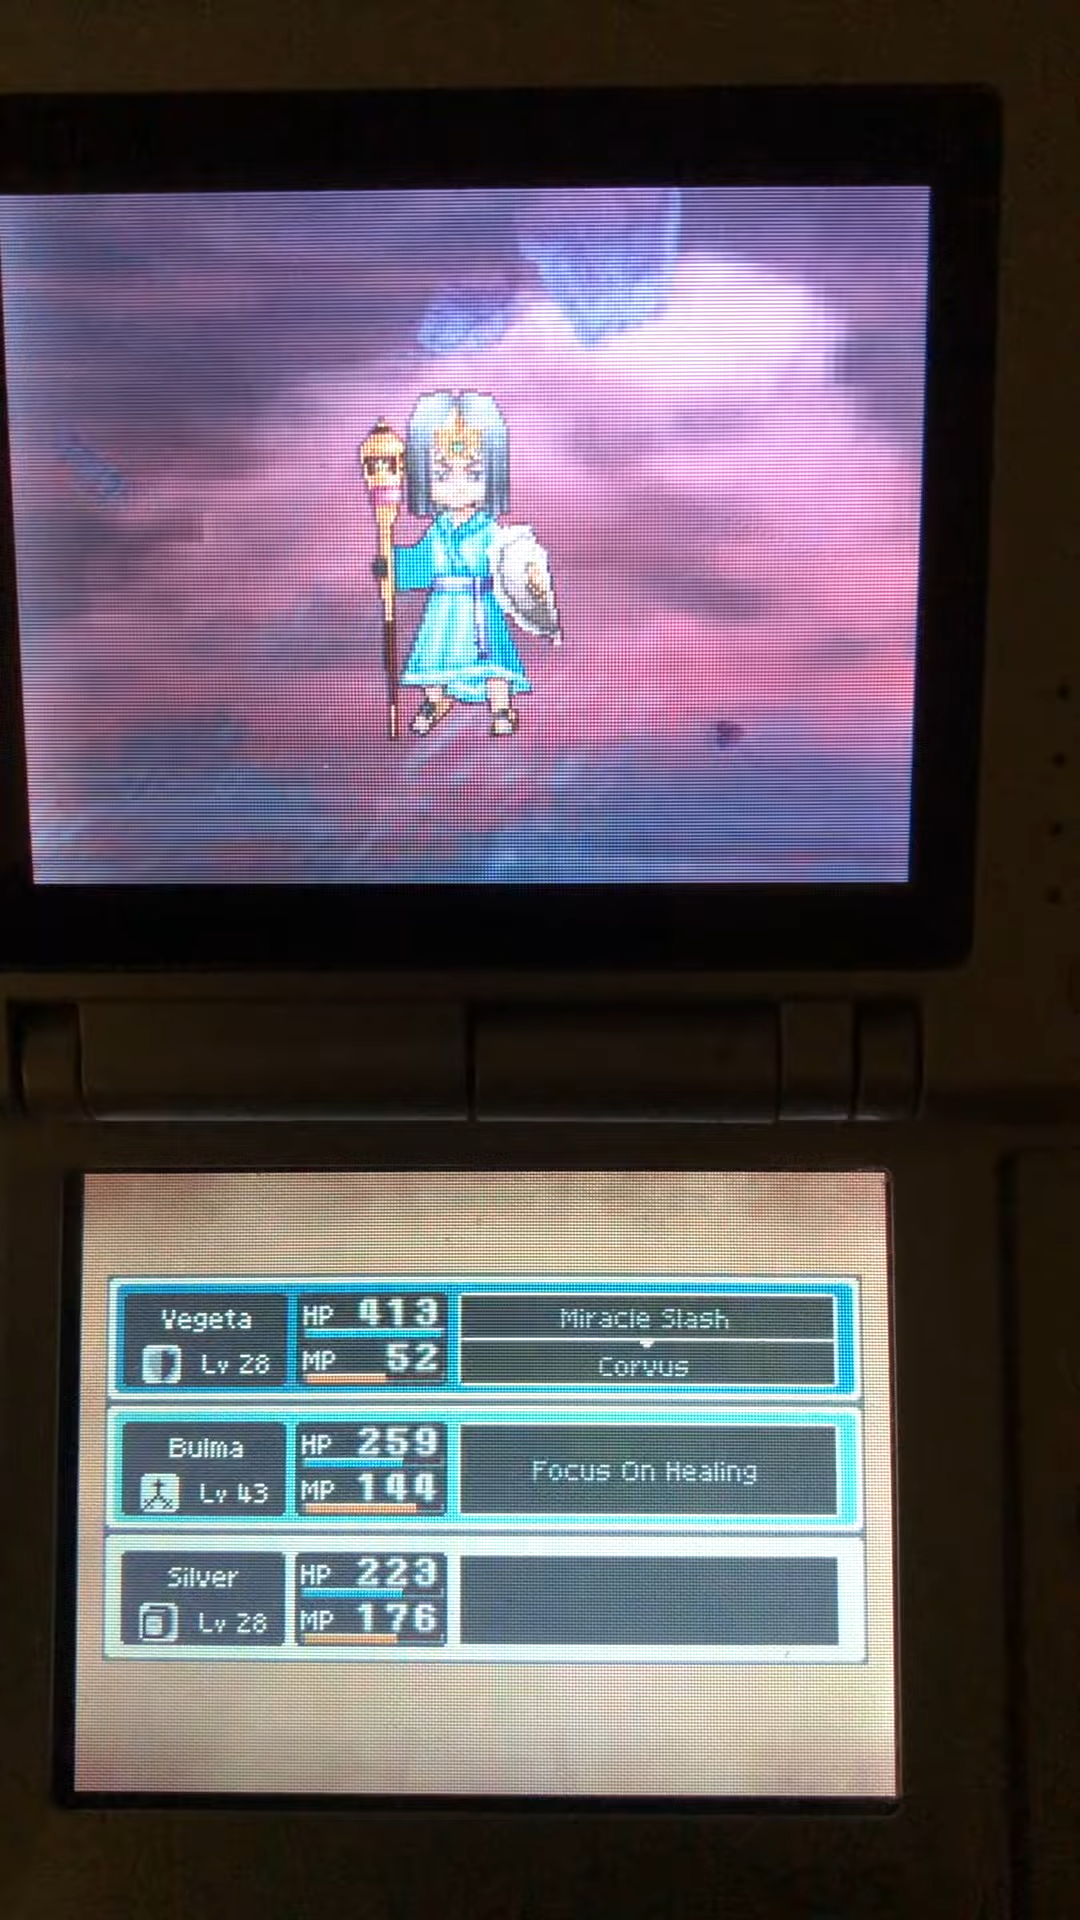 Vegeta
HP 413
Miracle Slash
Lv 28
MP 52
Corvus
Bulma
HP 259
Focus On Healing
Lv 43
MP 144
Silver
HP 223
Lv 28
MP 176